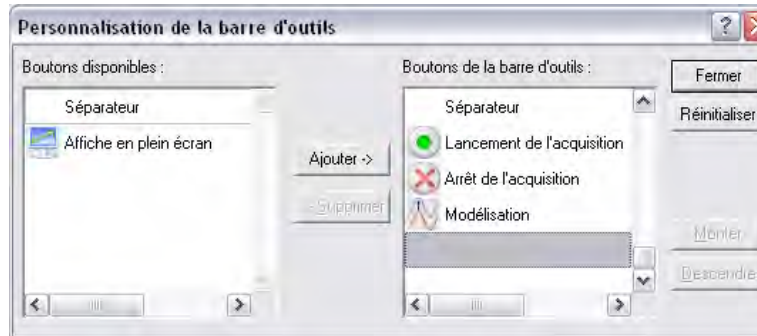 Personnalisation de la barre d'outils
Boutons disponibles :
Séparateur
Affiche en plein écran
Ajouter ->
<- Supprimer
Boutons de la barre d'outils :
Séparateur
Lancement de l'acquisition
Arrêt de l'acquisition
Modélisation
Fermer
Réinitialiser
Monter
Descendre